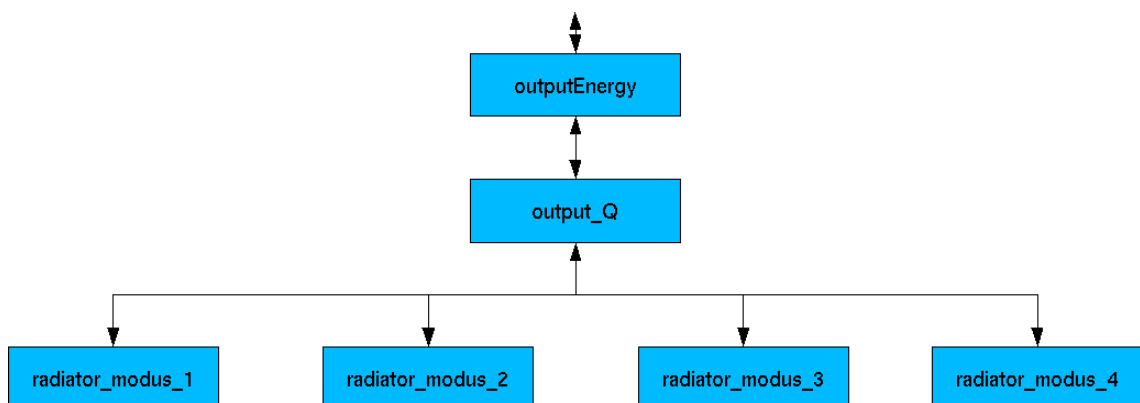 outputEnergy
output_Q
radiator_modus_1
radiator_modus_2
radiator_modus_3
radiator_modus_4